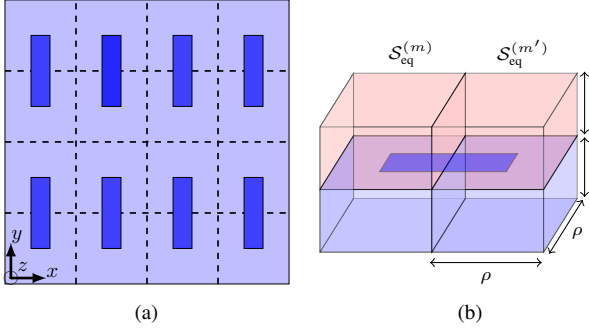 S_eq^(m) S_eq^(m')
y
z x
ρ
ρ
(a) (b)